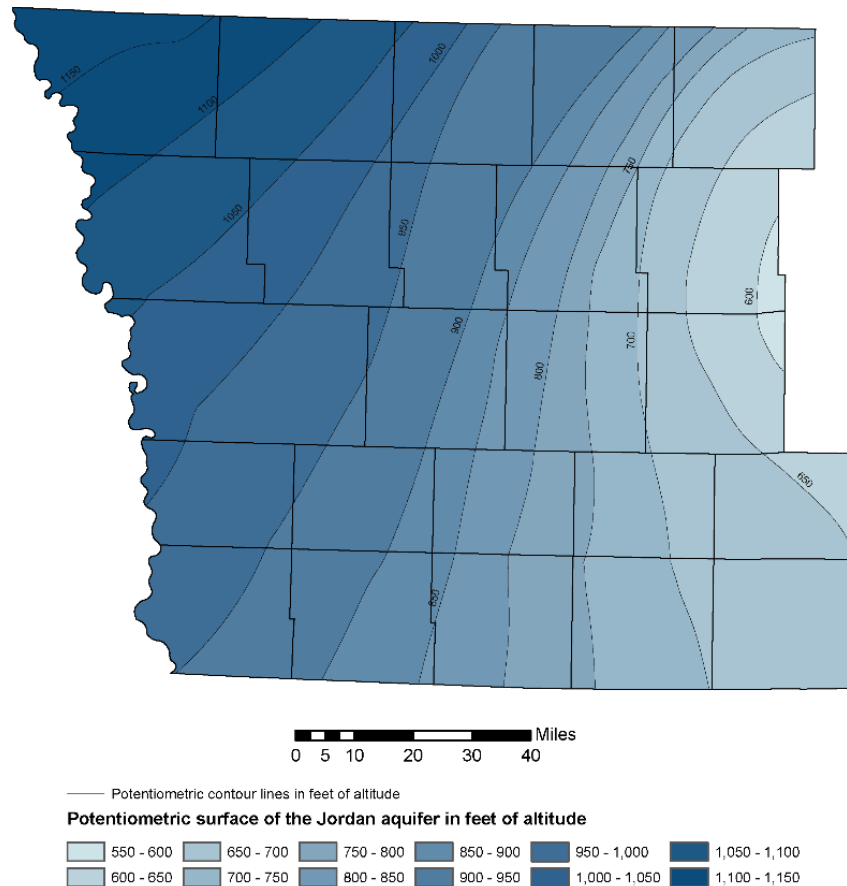 1150
1100
1000
750
1050
850
600
900
700
800
650
850
Miles
0 5 10 20 30 40
Potentiometric contour lines in feet of altitude
Potentiometric surface of the Jordan aquifer in feet of altitude
550 - 600 650 - 700 750 - 800 850 - 900 950 - 1,000 1,050 - 1,100
600 - 650 700 - 750 800 - 850 900 - 950 1,000 - 1,050 1,100 - 1,150